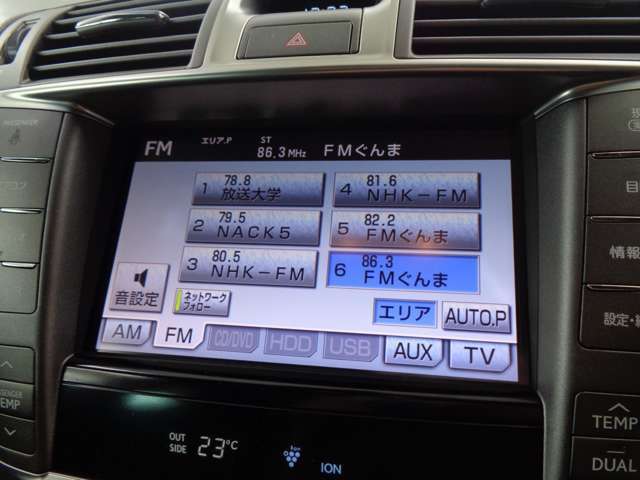 FM エリア.P ST 86.3 MHz FMぐんま
PASSENGER
1 78.8 放送大学
2 79.5 NACK5
3 80.5 NHK-FM
4 81.6 NHK-FM
5 82.2 FMぐんま
6 86.3 FMぐんま
音設定
ネットワーク
フォロー
エリア
AUTO.P
AM FM CD/DVD HDD USB AUX TV
目
情報
設定・
TEMP
OUT
SIDE 23℃
Ion
ION
TEMP
DUAL